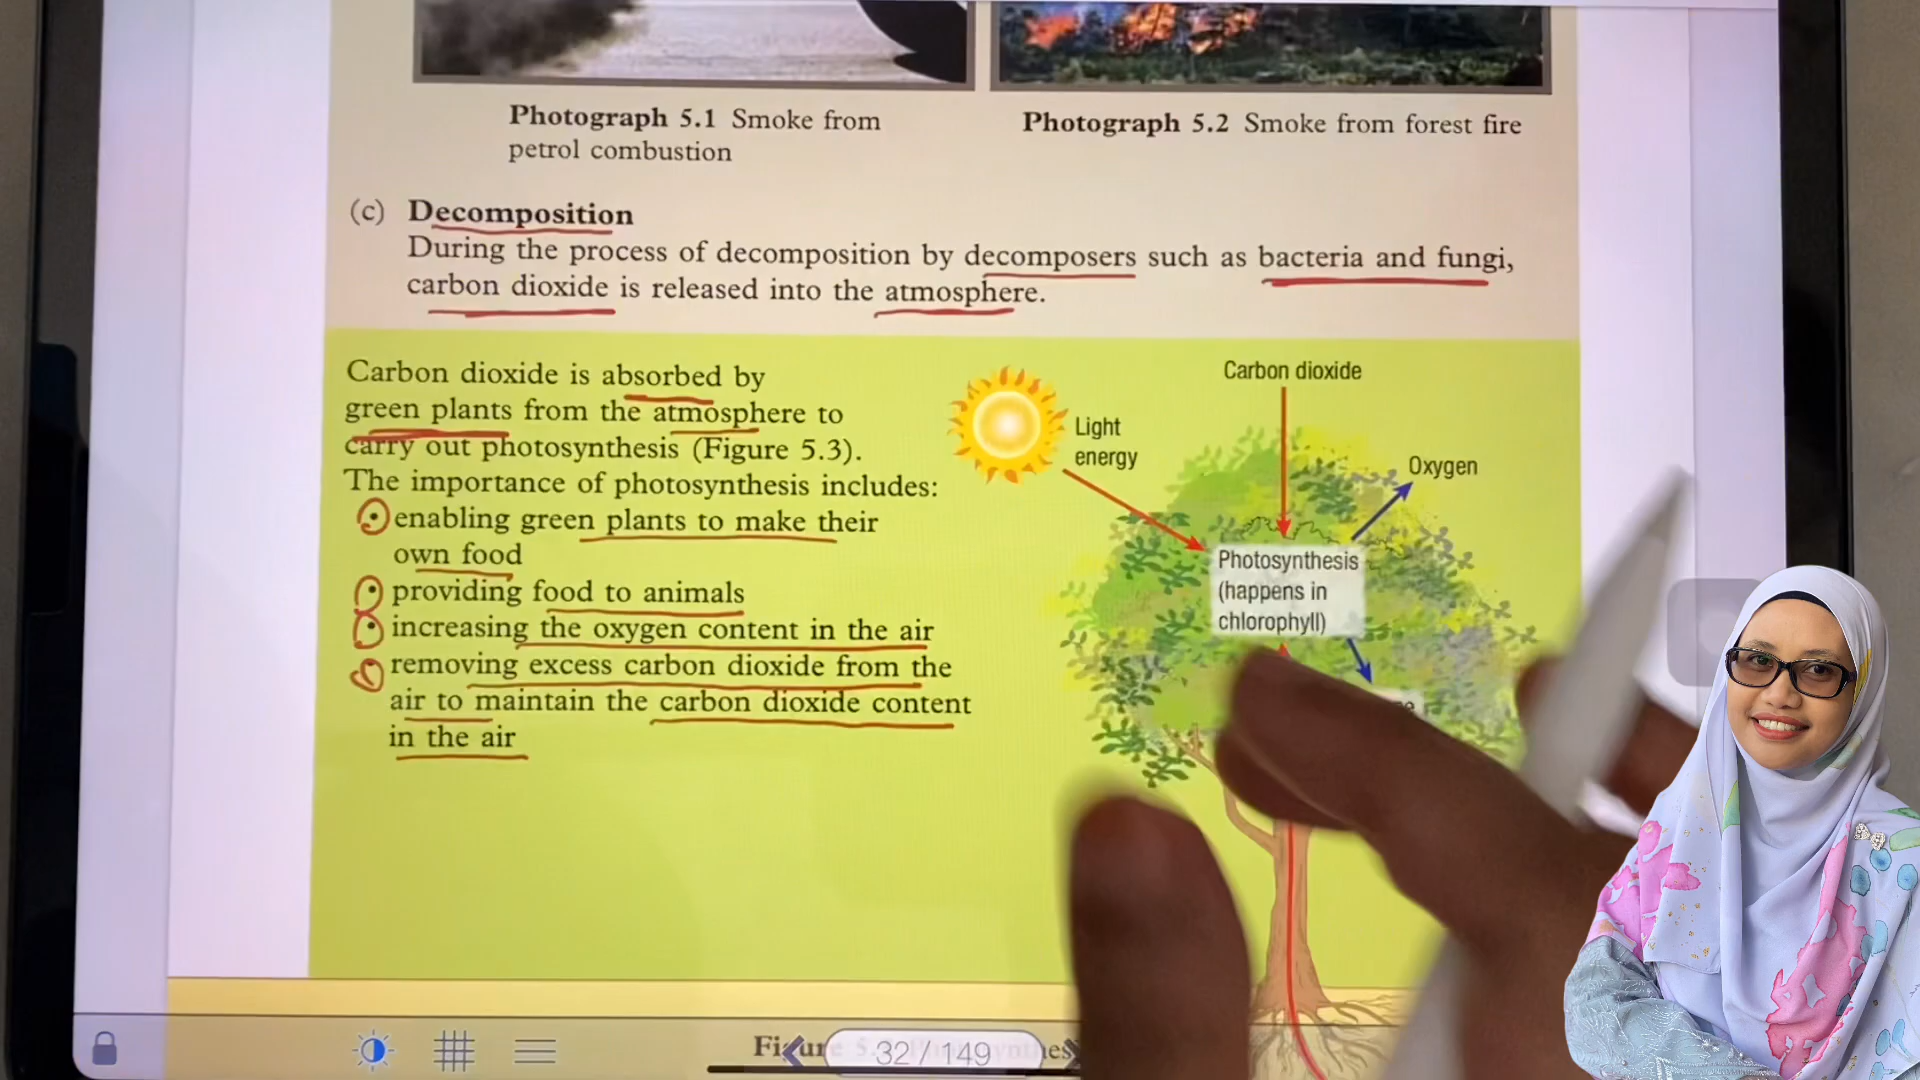 Photograph 5.1 Smoke from
petrol combustion
Photograph 5.2 Smoke from forest fire
(c) Decomposition
During the process of decomposition by decomposers such as bacteria and fungi,
carbon dioxide is released into the atmosphere.
Carbon dioxide is absorbed by
green plants from the atmosphere to
carry out photosynthesis (Figure 5.3).
The importance of photosynthesis includes:
• enabling green plants to make their
own food
• providing food to animals
• increasing the oxygen content in the air
• removing excess carbon dioxide from the
air to maintain the carbon dioxide content
in the air
Carbon dioxide
Light
energy
Oxygen
Photosynthesis
(happens in
chlorophyll)
32 / 149